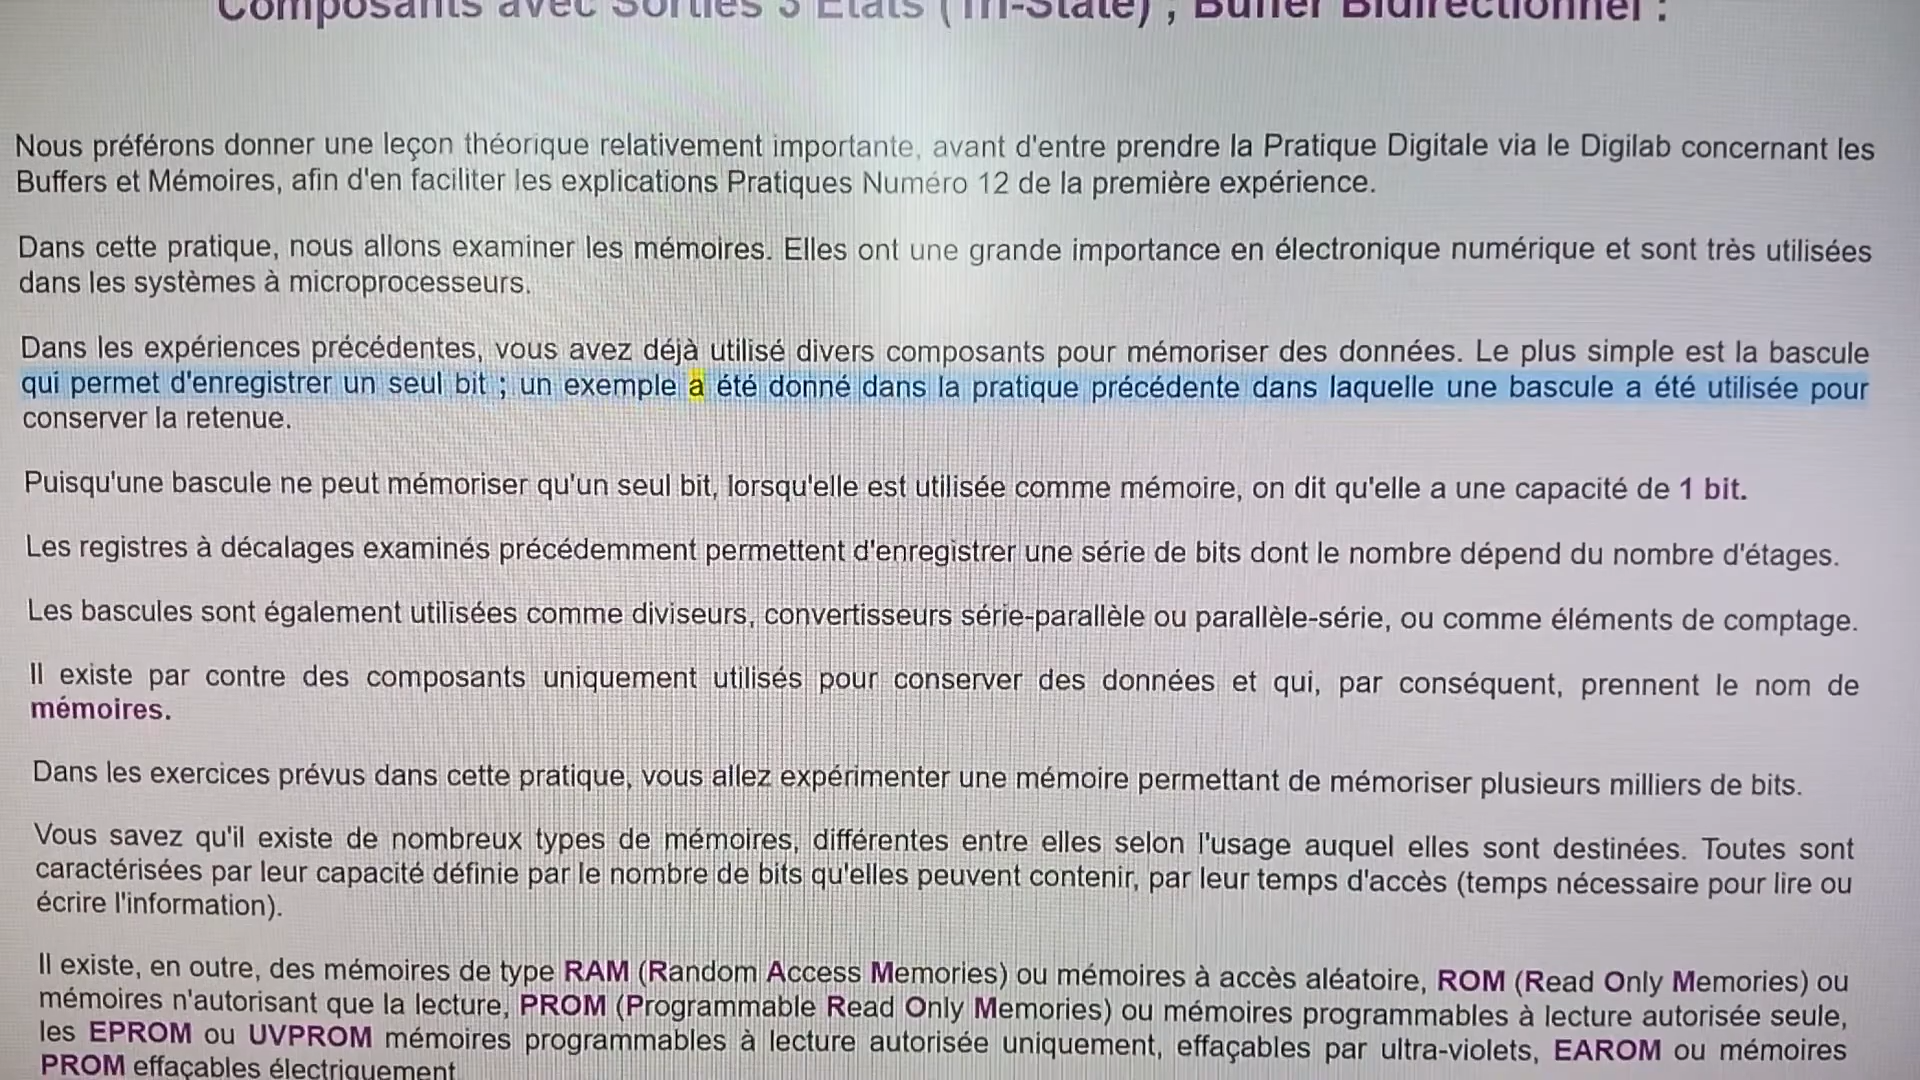 Composants avec Sorties 3 États (Tri-State) ; Buffer Bidirectionnel :
Nous préférons donner une leçon théorique relativement importante, avant d'entre prendre la Pratique Digitale via le Digilab concernant les
Buffers et Mémoires, afin d'en faciliter les explications Pratiques Numéro 12 de la première expérience.
Dans cette pratique, nous allons examiner les mémoires. Elles ont une grande importance en électronique numérique et sont très utilisées
dans les systèmes à microprocesseurs.
Dans les expériences précédentes, vous avez déjà utilisé divers composants pour mémoriser des données. Le plus simple est la bascule
qui permet d'enregistrer un seul bit ; un exemple a été donné dans la pratique précédente dans laquelle une bascule a été utilisée pour
conserver la retenue.
Puisqu'une bascule ne peut mémoriser qu'un seul bit, lorsqu'elle est utilisée comme mémoire, on dit qu'elle a une capacité de 1 bit.
Les registres à décalages examinés précédemment permettent d'enregistrer une série de bits dont le nombre dépend du nombre d'étages.
Les bascules sont également utilisées comme diviseurs, convertisseurs série-parallèle ou parallèle-série, ou comme éléments de comptage.
Il existe par contre des composants uniquement utilisés pour conserver des données et qui, par conséquent, prennent le nom de
mémoires.
Dans les exercices prévus dans cette pratique, vous allez expérimenter une mémoire permettant de mémoriser plusieurs milliers de bits.
Vous savez qu'il existe de nombreux types de mémoires, différentes entre elles selon l'usage auquel elles sont destinées. Toutes sont
caractérisées par leur capacité définie par le nombre de bits qu'elles peuvent contenir, par leur temps d'accès (temps nécessaire pour lire ou
écrire l'information).
Il existe, en outre, des mémoires de type RAM (Random Access Memories) ou mémoires à accès aléatoire, ROM (Read Only Memories) ou
mémoires n'autorisant que la lecture, PROM (Programmable Read Only Memories) ou mémoires programmables à lecture autorisée seule,
les EPROM ou UVPROM mémoires programmables à lecture autorisée uniquement, effaçables par ultra-violets, EAROM ou mémoires
PROM effaçables électriquement